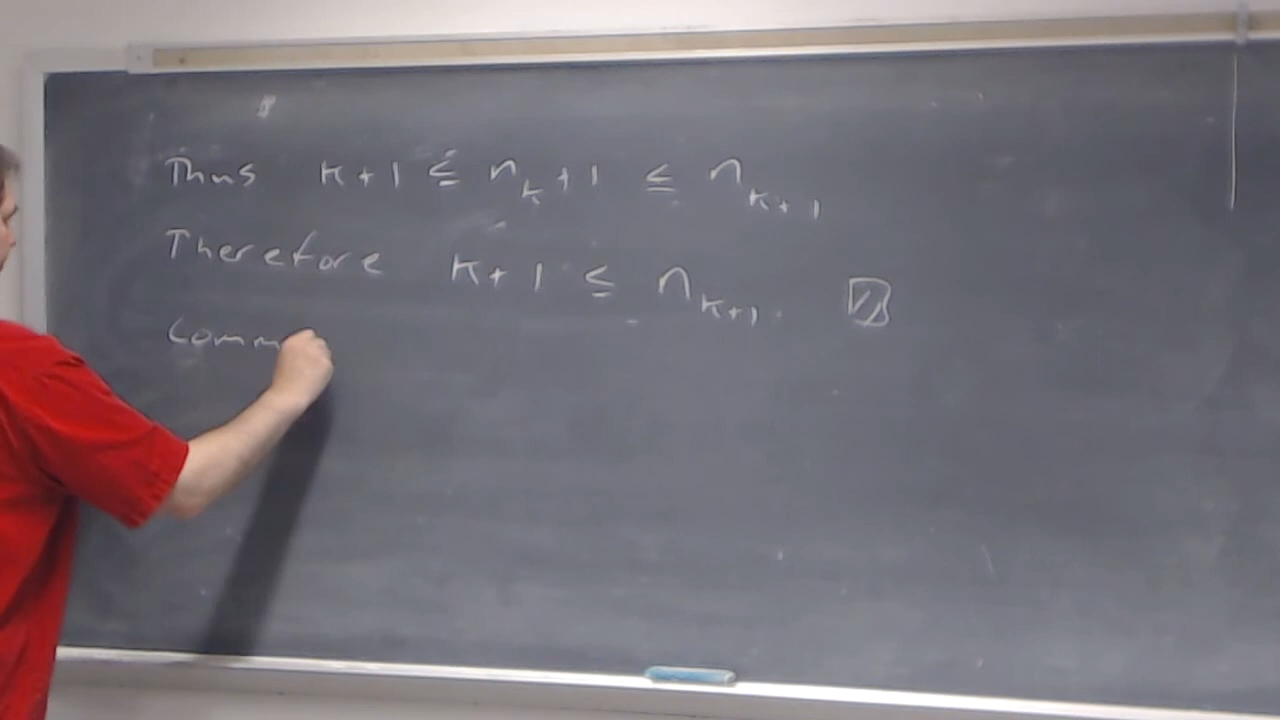 Thus k+1 ≤ n_k+1 ≤ n_{k+1}
Therefore k+1 ≤ n_{k+1}. ▨
Comm